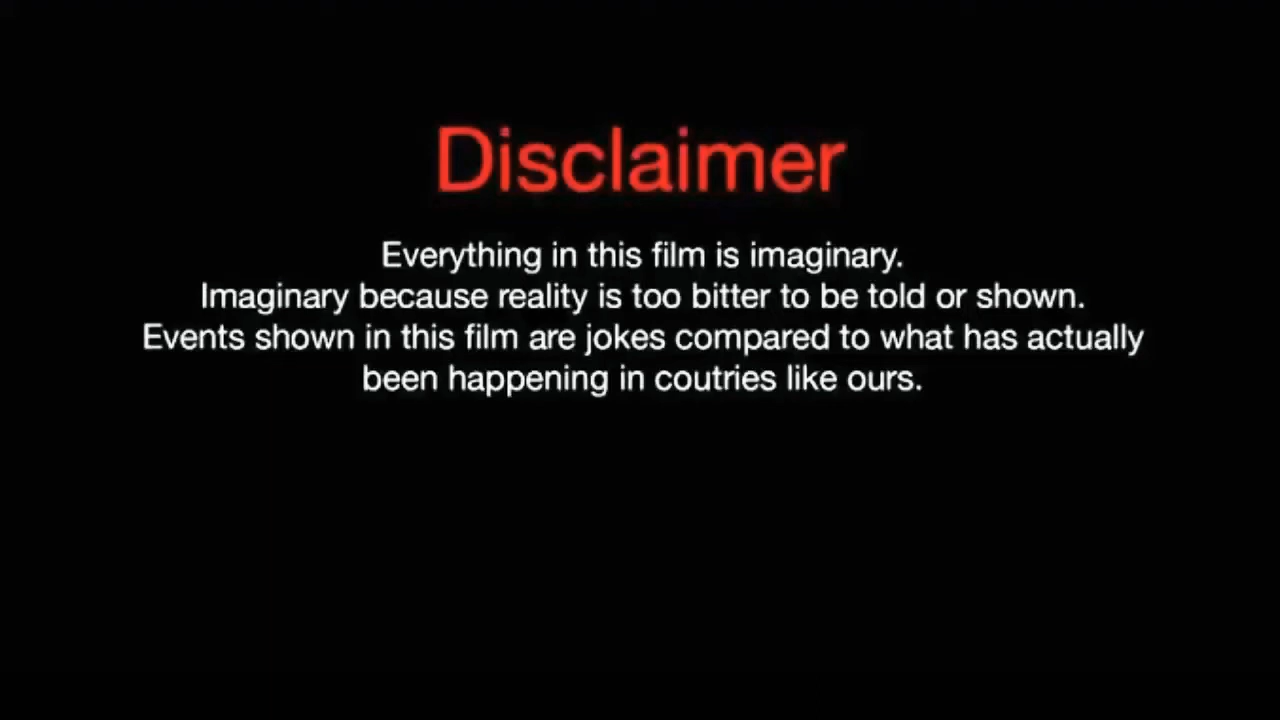 Disclaimer
Everything in this film is imaginary.
Imaginary because reality is too bitter to be told or shown.
Events shown in this film are jokes compared to what has actually
been happening in coutries like ours.